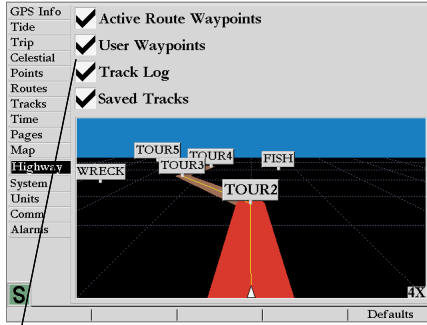 GPS Info
Tide
Trip
Celestial
Points
Routes
Tracks
Time
Pages
Map
Highway
System
Units
Comm
Alarms
S
Active Route Waypoints
User Waypoints
Track Log
Saved Tracks
TOUR5
TOUR4
TOUR3
FISH
WRECK
TOUR2
4X
Defaults